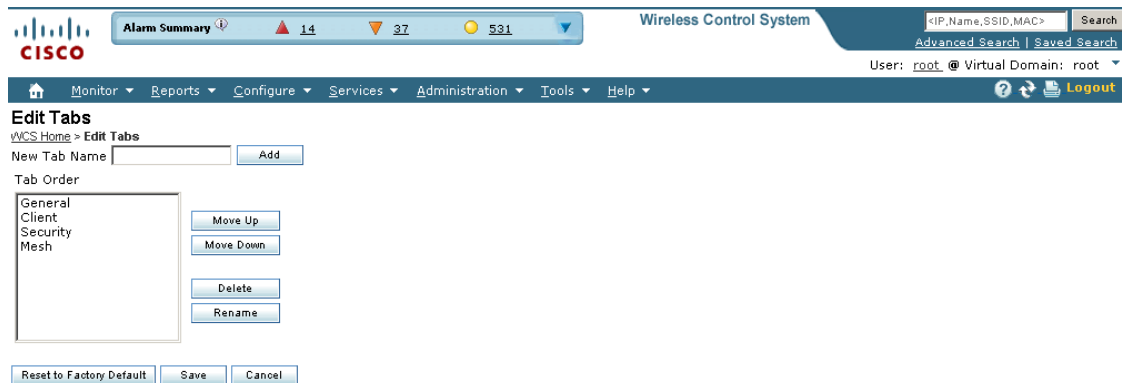 CISCO
Alarm Summary 14 37 531
Wireless Control System
<IP,Name,SSID,MAC> Search
Advanced Search | Saved Search
User: root @ Virtual Domain: root
Monitor Reports Configure Services Administration Tools Help Logout
Edit Tabs
WCS Home > Edit Tabs
New Tab Name Add
Tab Order
General
Client
Security
Mesh
Move Up
Move Down
Delete
Rename
Reset to Factory Default Save Cancel